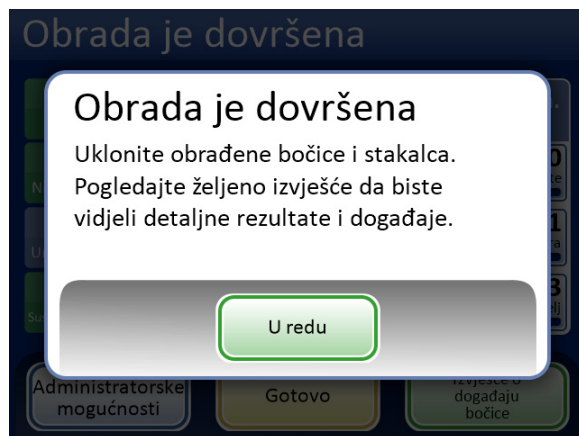 Obrada je dovršena
Obrada je dovršena
Uklonite obrađene bočice i stakalca.
Pogledajte željeno izvješće da biste
vidjeli detaljne rezultate i događaje.
U redu
Administratorske
mogućnosti
Gotovo
Izvješće o
događaju
bočice